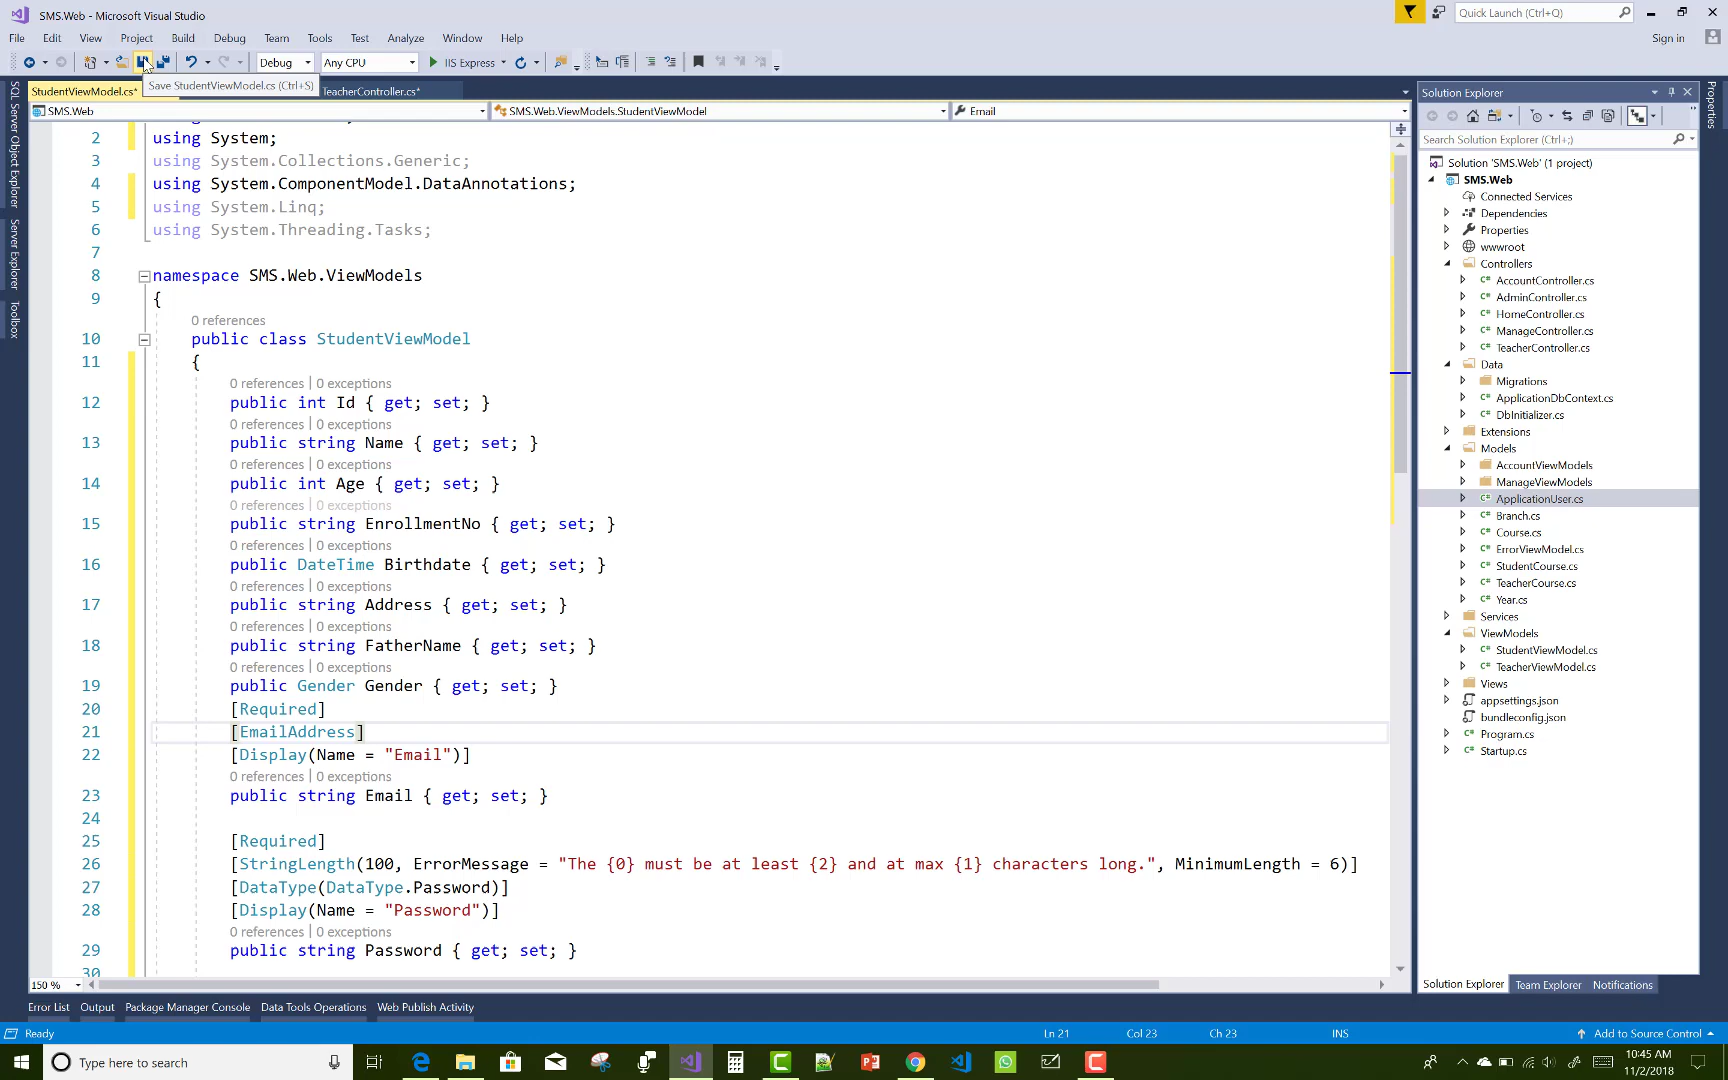 SMS.Web - Microsoft Visual Studio
Quick Launch (Ctrl+Q)
File Edit View Project Build Debug Team Tools Test Analyze Window Help
Sign in
Debug Any CPU IIS Express
StudentViewModel.cs* Save StudentViewModel.cs (Ctrl+S) TeacherController.cs*
SMS.Web SMS.Web.ViewModels.StudentViewModel Email
2 using System;
3 using System.Collections.Generic;
4 using System.ComponentModel.DataAnnotations;
5 using System.Linq;
6 using System.Threading.Tasks;
7
8 namespace SMS.Web.ViewModels
9 {
0 references
10 public class StudentViewModel
11 {
0 references | 0 exceptions
12 public int Id { get; set; }
0 references | 0 exceptions
13 public string Name { get; set; }
0 references | 0 exceptions
14 public int Age { get; set; }
0 references | 0 exceptions
15 public string EnrollmentNo { get; set; }
0 references | 0 exceptions
16 public DateTime Birthdate { get; set; }
0 references | 0 exceptions
17 public string Address { get; set; }
0 references | 0 exceptions
18 public string FatherName { get; set; }
0 references | 0 exceptions
19 public Gender Gender { get; set; }
20 [Required]
21 [EmailAddress]
22 [Display(Name = "Email")]
0 references | 0 exceptions
23 public string Email { get; set; }
24
25 [Required]
26 [StringLength(100, ErrorMessage = "The {0} must be at least {2} and at max {1} characters long.", MinimumLength = 6)]
27 [DataType(DataType.Password)]
28 [Display(Name = "Password")]
0 references | 0 exceptions
29 public string Password { get; set; }
30
150 %
SQL Server Object Explorer
Server Explorer
Toolbox
Solution Explorer
Search Solution Explorer (Ctrl+;)
Solution 'SMS.Web' (1 project)
SMS.Web
Connected Services
Dependencies
Properties
wwwroot
Controllers
C# AccountController.cs
C# AdminController.cs
C# HomeController.cs
C# ManageController.cs
C# TeacherController.cs
Data
Migrations
C# ApplicationDbContext.cs
C# DbInitializer.cs
Extensions
Models
AccountViewModels
ManageViewModels
C# ApplicationUser.cs
C# Branch.cs
C# Course.cs
C# ErrorViewModel.cs
C# StudentCourse.cs
C# TeacherCourse.cs
C# Year.cs
Services
ViewModels
C# StudentViewModel.cs
C# TeacherViewModel.cs
Views
appsettings.json
bundleconfig.json
C# Program.cs
C# Startup.cs
Solution Explorer Team Explorer Notifications
Properties
Error List Output Package Manager Console Data Tools Operations Web Publish Activity
Ready Ln 21 Col 23 Ch 23 INS Add to Source Control
Type here to search
10:45 AM
11/2/2018